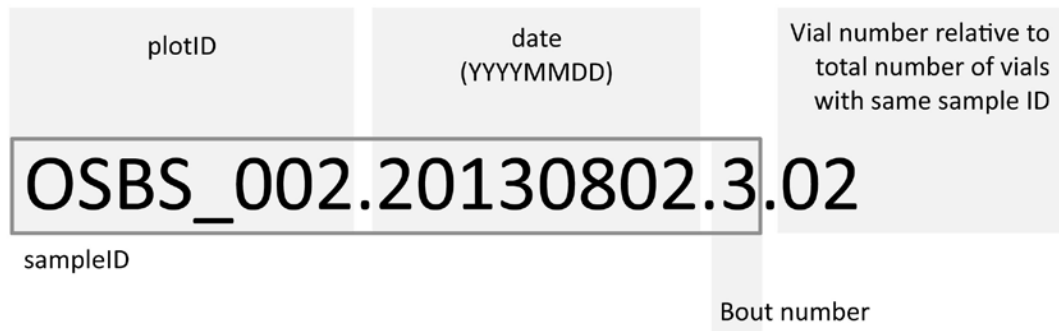 plotID
date
(YYYYMMDD)
Vial number relative to
total number of vials
with same sample ID
OSBS_002.20130802.3.02
sampleID
Bout number